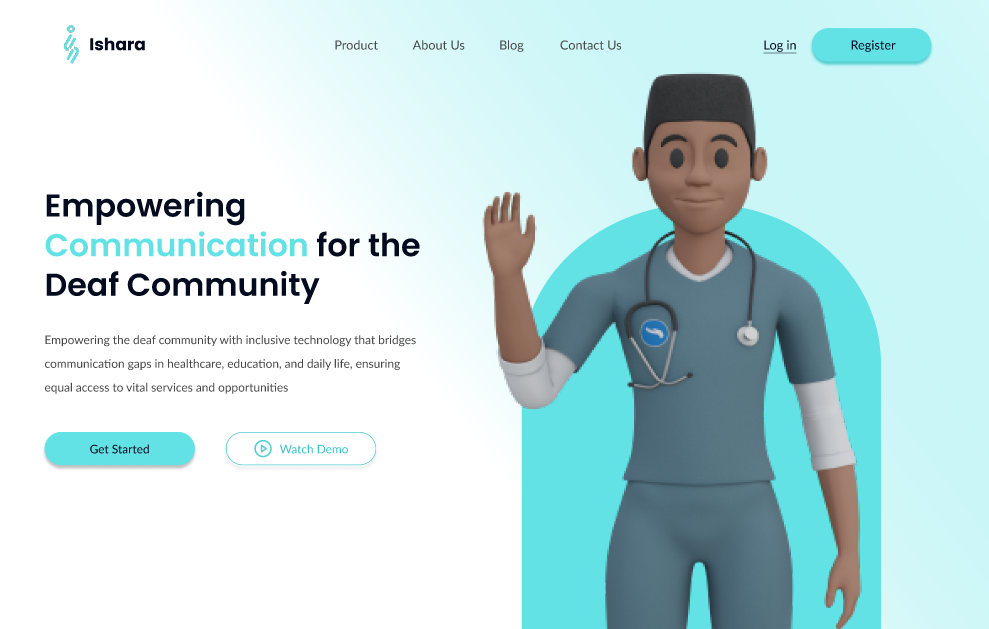 Ishara
Product
About Us
Blog
Contact Us
Log in
Register
Empowering
Communication for the
Deaf Community
Empowering the deaf community with inclusive technology that bridges
communication gaps in healthcare, education, and daily life, ensuring
equal access to vital services and opportunities
Get Started
Watch Demo